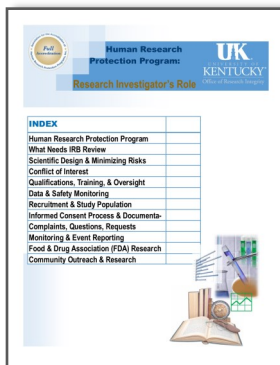 Full
Accreditation
Human Research
Protection Program:
Research Investigator's Role
UK
UNIVERSITY OF
KENTUCKY
Office of Research Integrity
INDEX
Human Research Protection Program
What Needs IRB Review
Scientific Design & Minimizing Risks
Conflict of Interest
Qualifications, Training, & Oversight
Data & Safety Monitoring
Recruitment & Study Population
Informed Consent Process & Documenta-
Complaints, Questions, Requests
Monitoring & Event Reporting
Food & Drug Association (FDA) Research
Community Outreach & Research